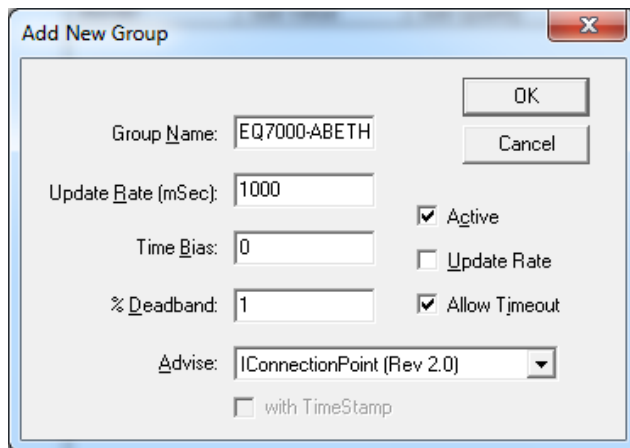 Add New Group
OK
Group Name: EQ7000-ABETH
Cancel
Update Rate (mSec): 1000
Active
Time Bias: 0
Update Rate
% Deadband: 1
Allow Timeout
Advise: IConnectionPoint (Rev 2.0)
with TimeStamp